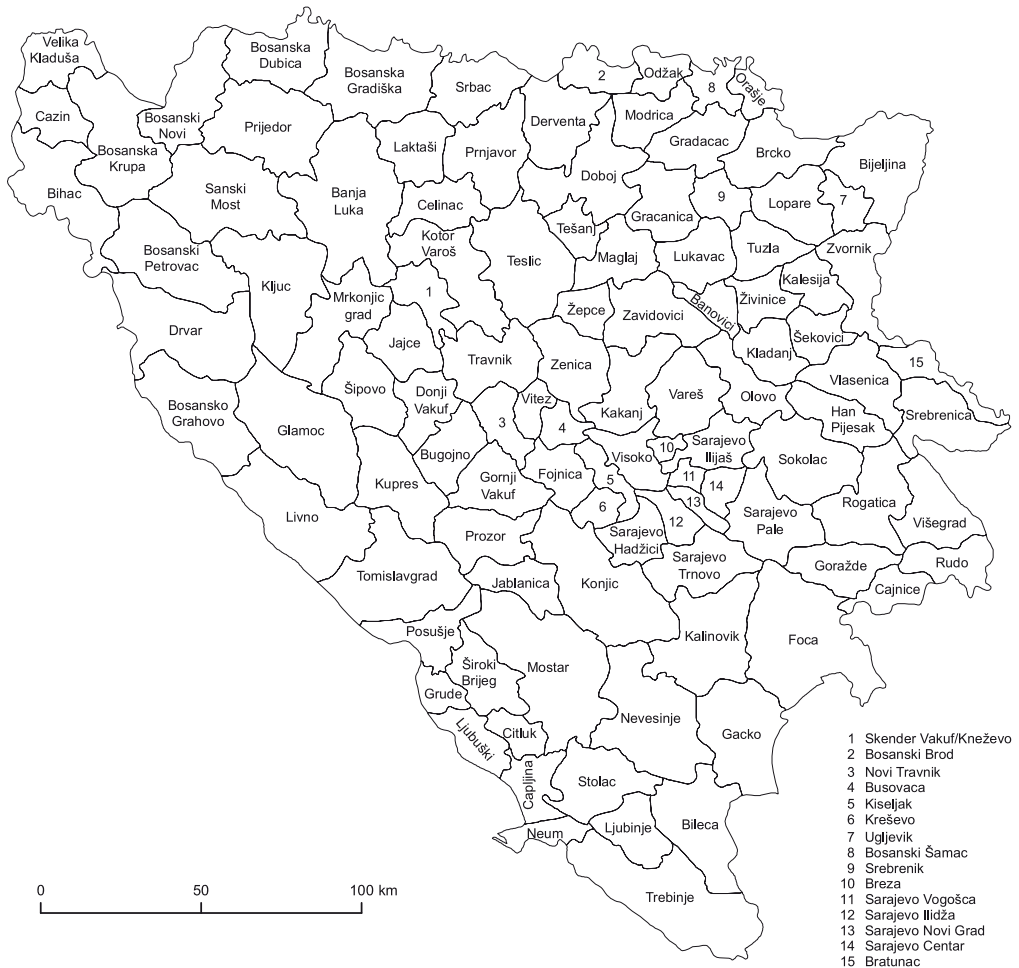 Velika
Kladuša
Bosanska
Dubica
Bosanska
Gradiška
Srbac
2
Odžak
8
Orašje
Cazin
Bosanski
Novi
Prijedor
Laktaši
Prnjavor
Derventa
Modrica
Gradacac
Brcko
Bijeljina
Bosanska
Krupa
Bihac
Sanski
Most
Banja
Luka
Celinac
Doboj
Gracanica
9
Lopare
7
Bosanski
Petrovac
Kljuc
Kotor
Varoš
Teslic
Tešanj
Maglaj
Lukavac
Tuzla
Zvornik
Kalesija
Mrkonjic
grad
1
Žepce
Zavidovici
Banovici
Živinice
Drvar
Jajce
Travnik
Zenica
Kladanj
Šekovici
15
Bosansko
Grahovo
Glamoc
Šipovo
Donji
Vakuf
3
Vitez
4
Kakanj
Vareš
Olovo
Vlasenica
Han
Pijesak
Srebrenica
Bugojno
Kupres
Gornji
Vakuf
Fojnica
5
Visoko
10
Sarajevo
Ilijaš
11
14
Sokolac
Livno
Prozor
6
13
12
Sarajevo
Hadžici
Sarajevo
Pale
Rogatica
Višegrad
Tomislavgrad
Jablanica
Konjic
Sarajevo
Trnovo
Goražde
Rudo
Cajnice
Posušje
Široki
Brijeg
Mostar
Kalinovik
Foca
Grude
Ljubuški
Citluk
Nevesinje
Gacko
Capljina
Stolac
Neum
Ljubinje
Bileca
Trebinje
0
50
100 km
1 Skender Vakuf/Kneževo
2 Bosanski Brod
3 Novi Travnik
4 Busovaca
5 Kiseljak
6 Kreševo
7 Ugljevik
8 Bosanski Šamac
9 Srebrenik
10 Breza
11 Sarajevo Vogošca
12 Sarajevo Ilidža
13 Sarajevo Novi Grad
14 Sarajevo Centar
15 Bratunac